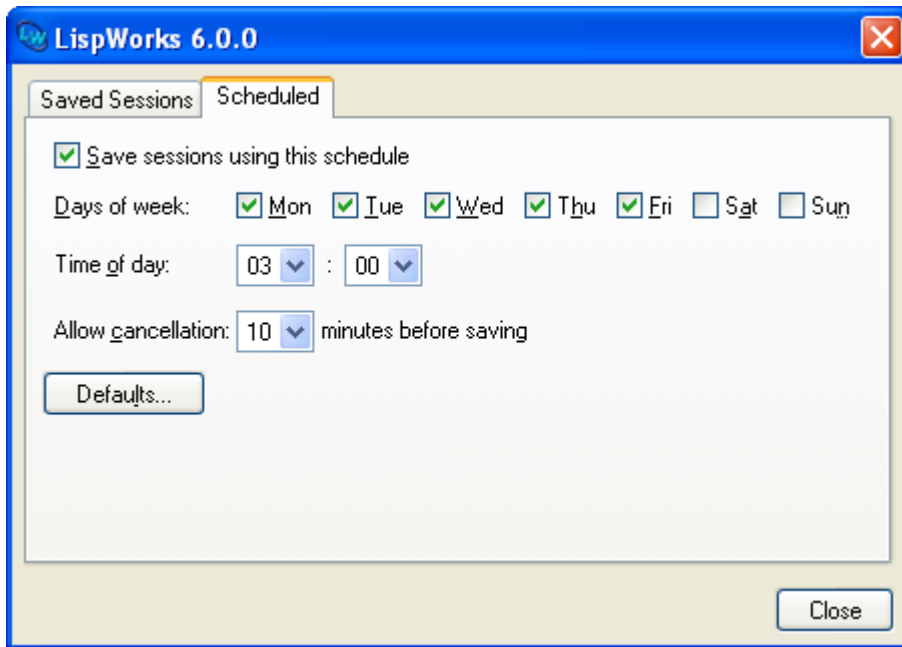 LispWorks 6.0.0
Saved Sessions Scheduled
Save sessions using this schedule
Days of week: Mon Tue Wed Thu Fri Sat Sun
Time of day: 03 : 00
Allow cancellation: 10 minutes before saving
Defaults...
Close